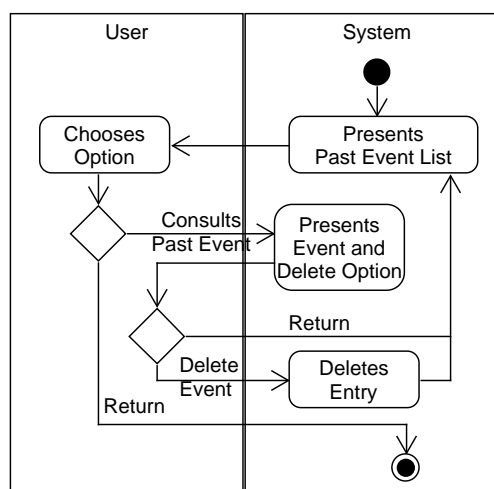 User
System
Chooses
Option
Presents
Past Event List
Consults
Past Event
Presents
Event and
Delete Option
Return
Delete
Event
Deletes
Entry
Return